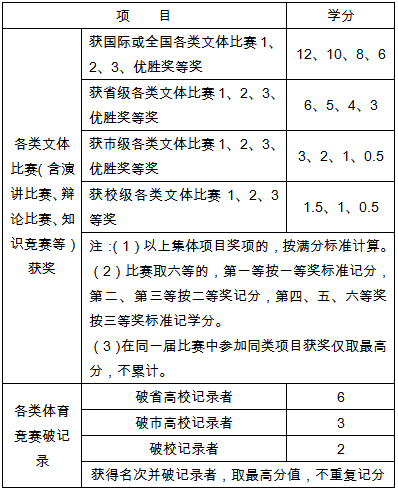 项 目 学分
各类文体
比赛(含演
讲比赛、辩
论比赛、知
识竞赛等)
获奖
获国际或全国各类文体比赛1、
2、3、优胜奖等奖
12、10、8、6
获省级各类文体比赛1、2、3、
优胜奖等奖
6、5、4、3
获市级各类文体比赛1、2、3、
优胜奖等奖
3、2、1、0.5
获校级各类文体比赛 1、2、3
等奖
1.5、1、0.5
注:(1)以上集体项目奖项的,按满分标准计算。
(2)比赛取六等的,第一等按一等奖标记分,
第二、第三等按二等奖记分,第四、五、六等奖
按三等奖标准记学分。
(3)在同一届比赛中参加同类项目获奖仅取最高
分,不累计。
各类体育
竞赛破记
录
破省高校记录者 6
破市高校记录者 3
破校记录者 2
获得名次并破记录者,取最高分值,不重复记分